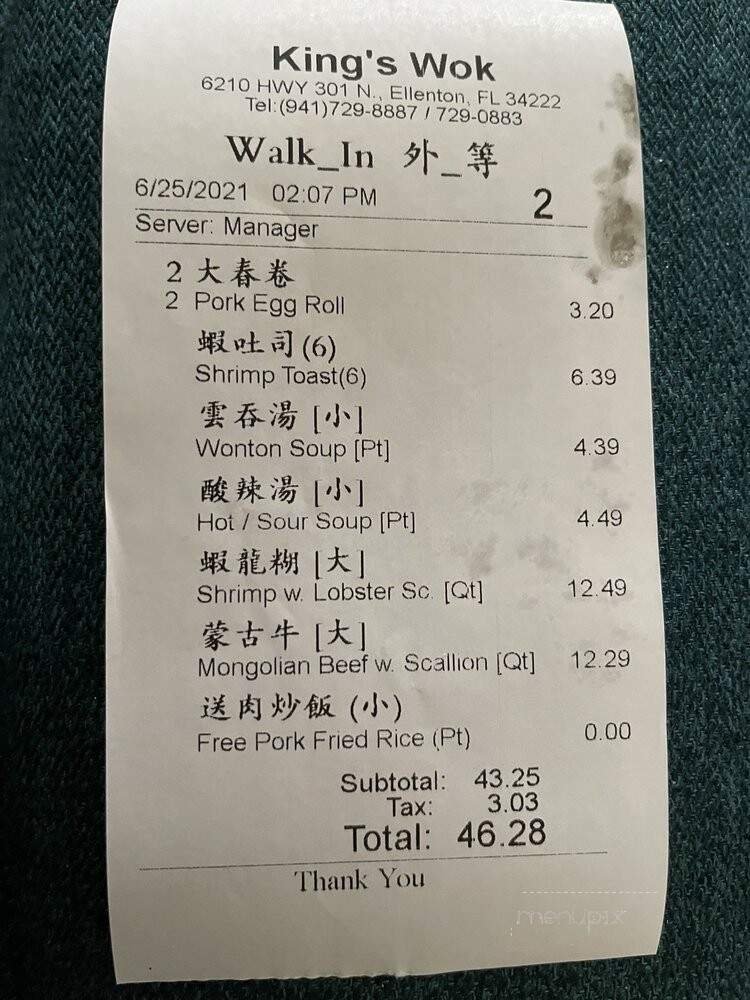 King's Wok
6210 HWY 301 N., Ellenton, FL 34222
Tel:(941)729-8887 / 729-0883
Walk_In 外_等
6/25/2021 02:07 PM 2
Server: Manager
2 大春卷
2 Pork Egg Roll 3.20
蝦吐司(6)
Shrimp Toast(6) 6.39
雲吞湯 [小]
Wonton Soup [Pt] 4.39
酸辣湯 [小]
Hot / Sour Soup [Pt] 4.49
蝦龍糊 [大]
Shrimp w. Lobster Sc. [Qt] 12.49
蒙古牛 [大]
Mongolian Beef w. Scallion [Qt] 12.29
送肉炒飯 (小)
Free Pork Fried Rice (Pt) 0.00
Subtotal: 43.25
Tax: 3.03
Total: 46.28
Thank You
menupix